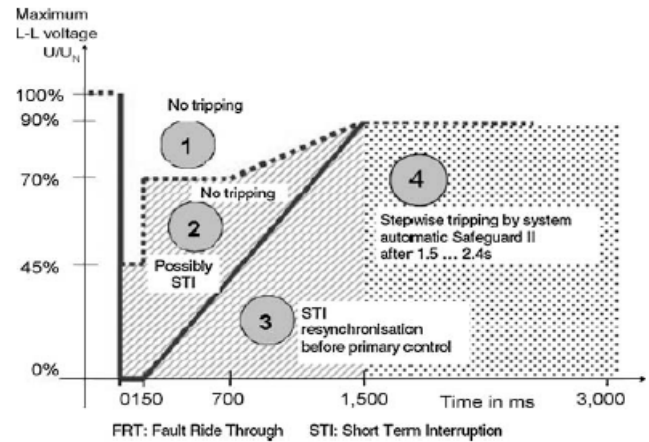 Maximum
L-L voltage
U/UN
100%
90%
70%
45%
0%
No tripping
1
No tripping
2
Possibly
STI
3
STI
resynchronisation
before primary control
4
Step-wise tripping by system
automatic Safeguard II
after 1.5 ... 2.4s
0150 700 1,500 Time in ms 3,000
FRT: Fault Ride Through STI: Short Term Interruption